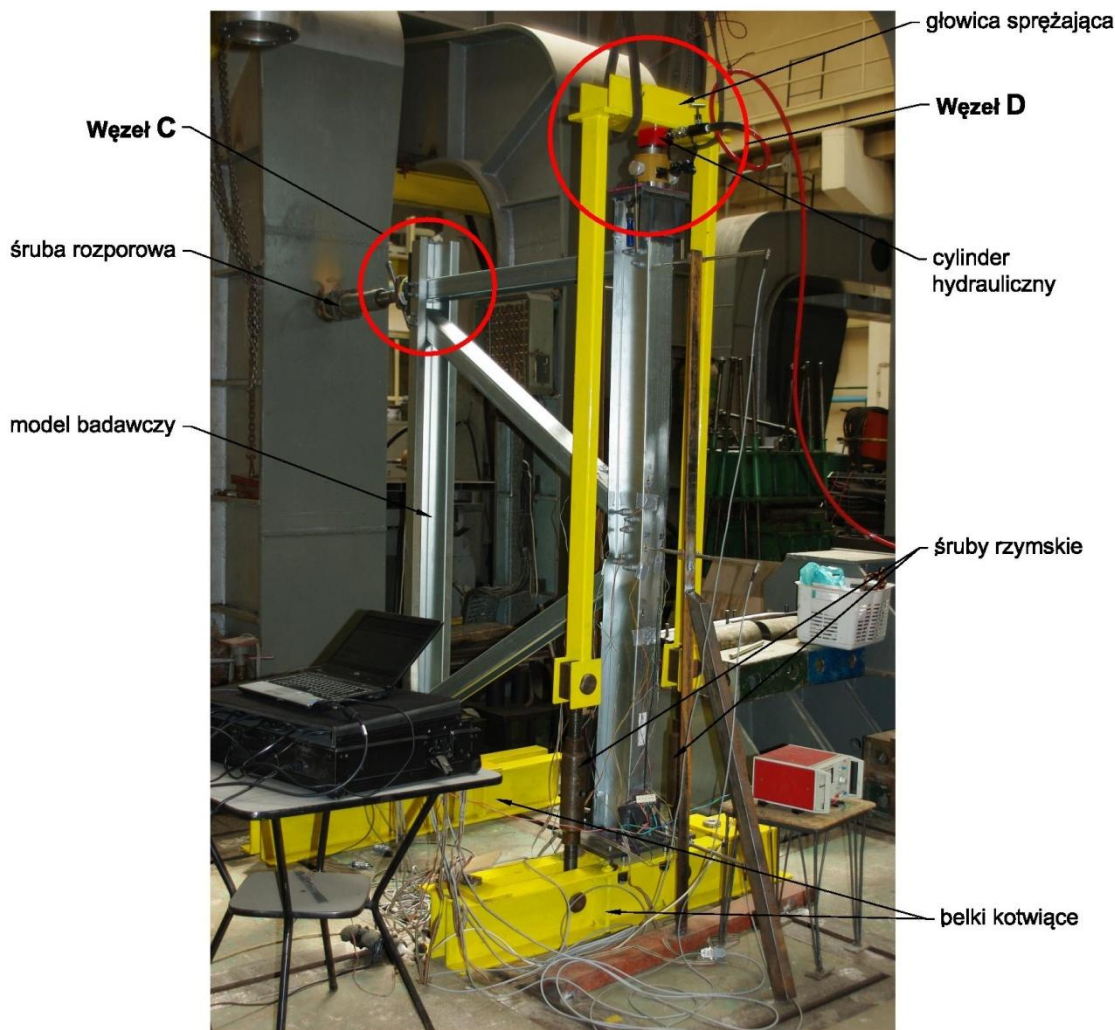 głowica sprężająca
Węzeł D
Węzeł C
śruba rozporowa
cylinder
hydrauliczny
model badawczy
śruby rzymskie
belki kotwiące